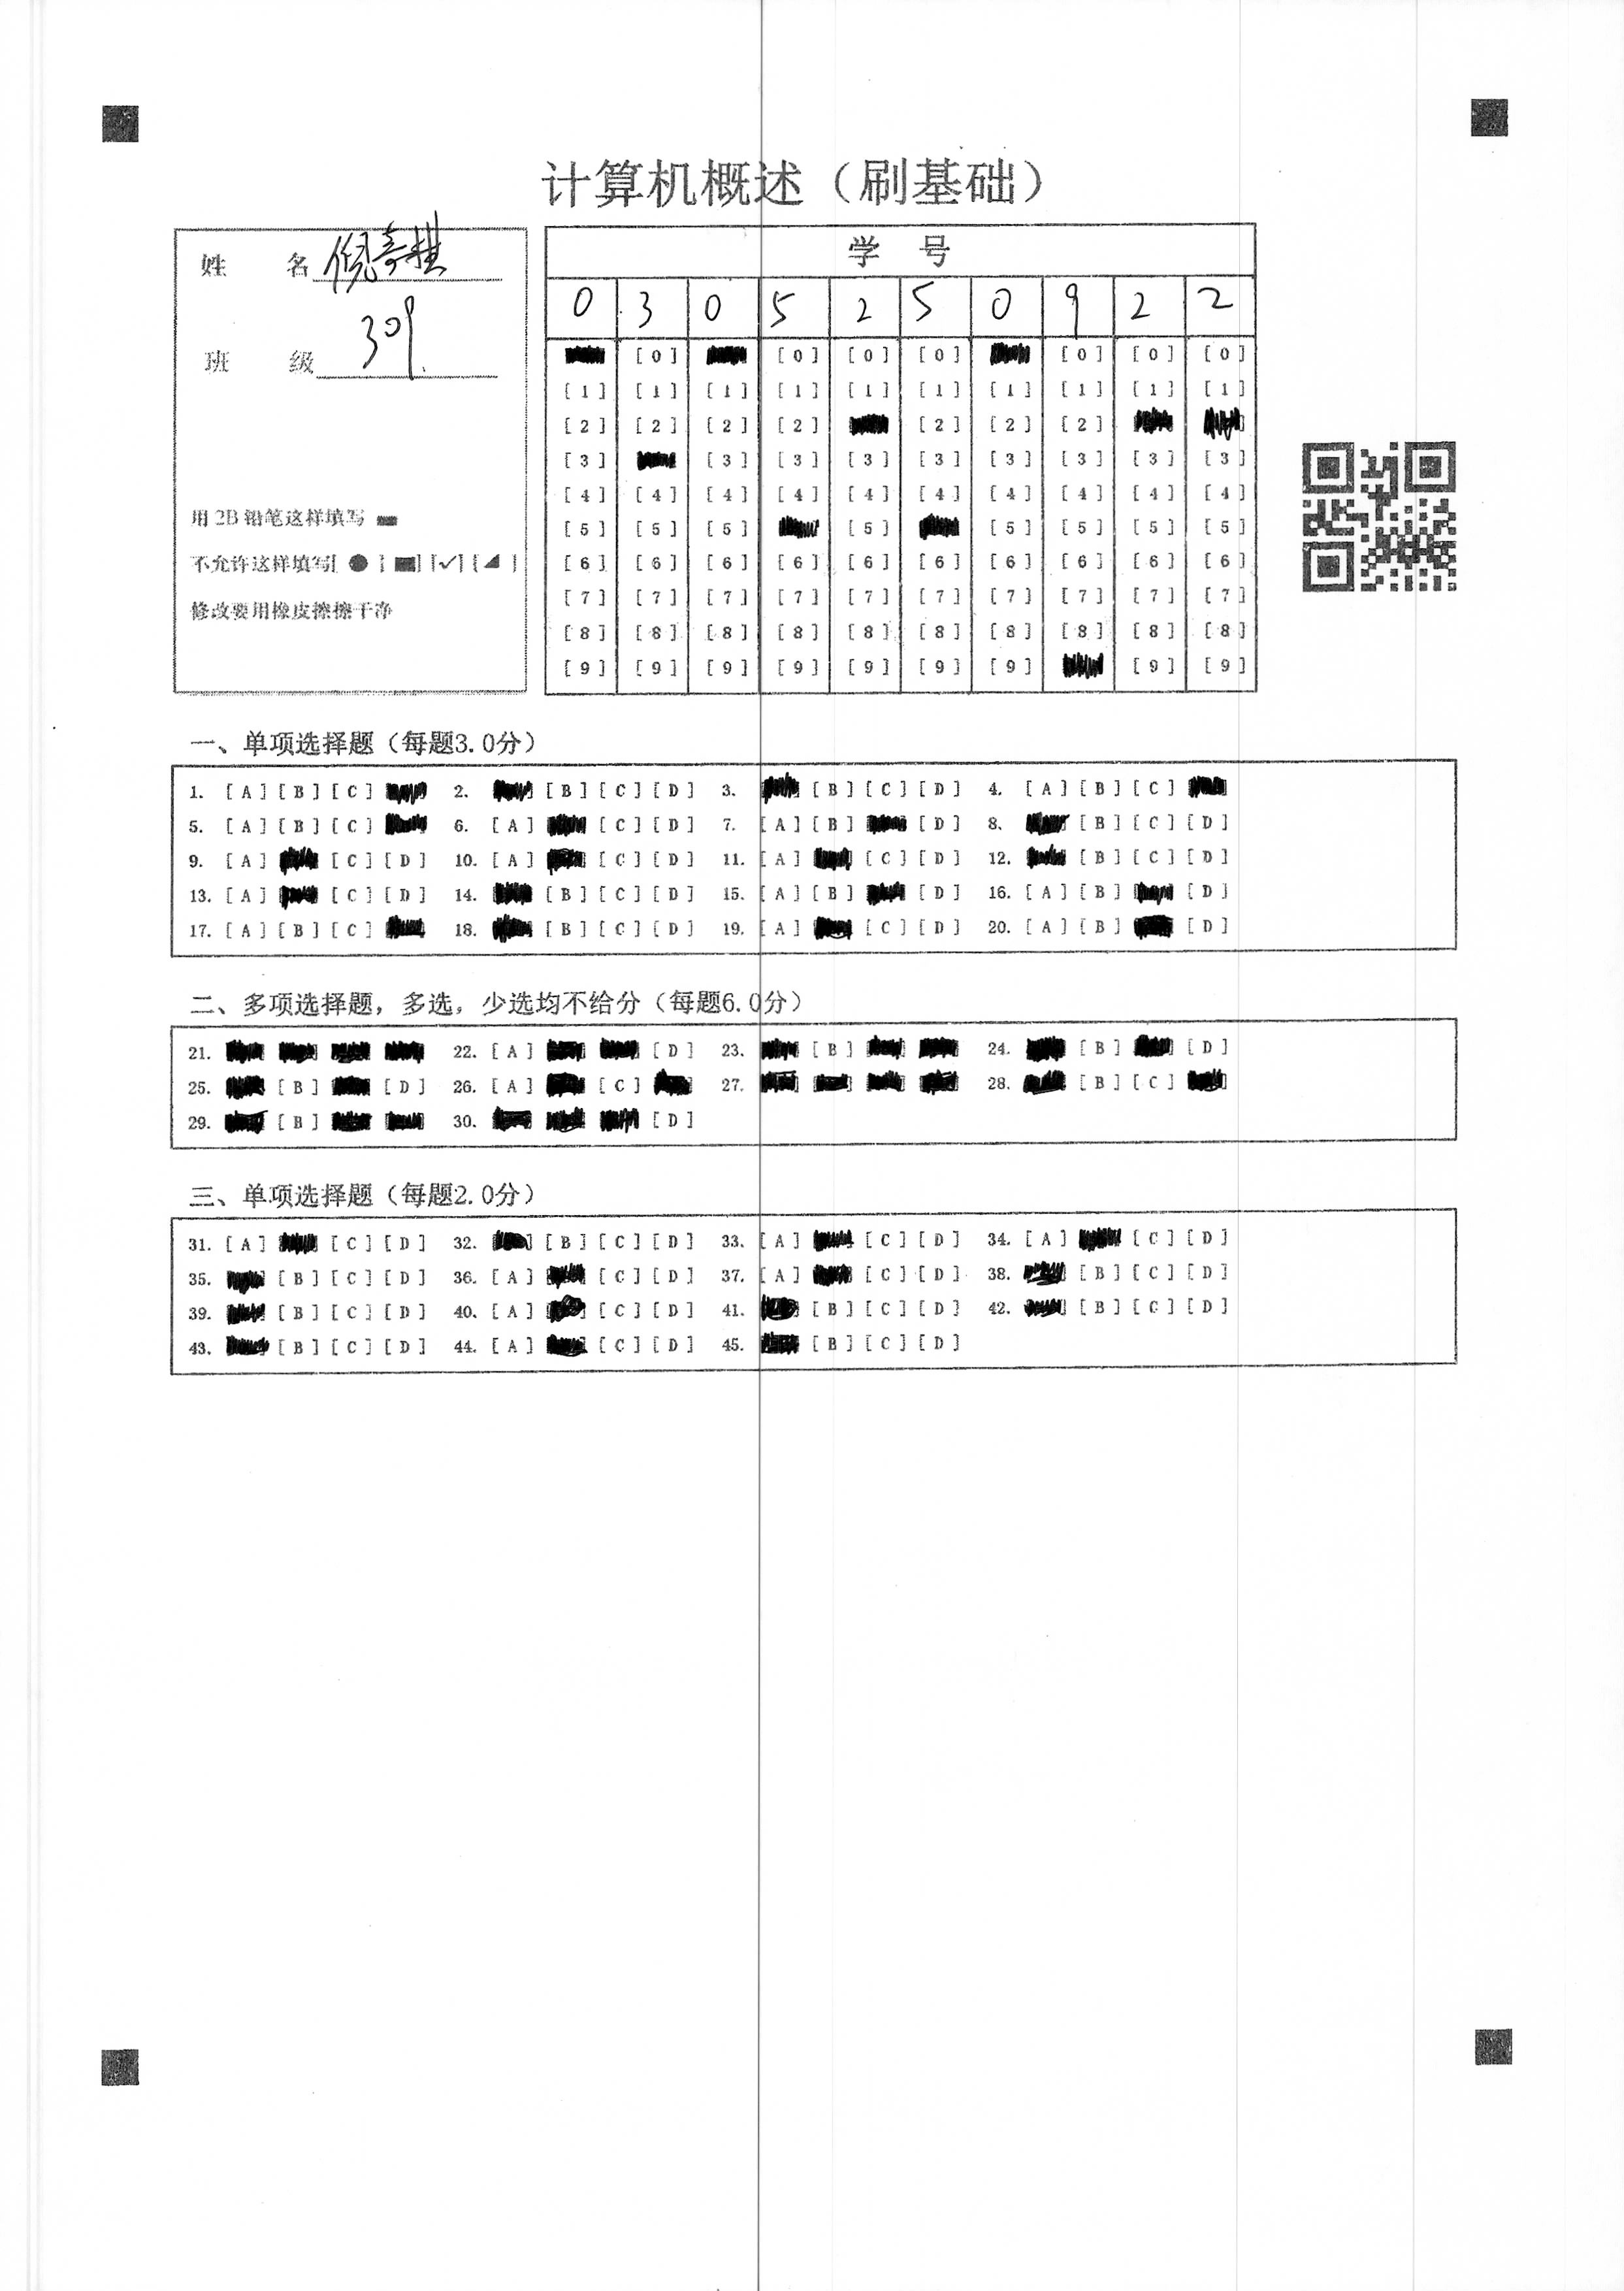 计算机概述（刷基础）
姓 名 倪奇棋
班 级 309
用 2B 铅笔这样填写
不允许这样填写[ ● ] [ ■ ] [ ✓ ] [ ◢ ]
修改要用橡皮擦擦干净
学 号
0 3 0 5 2 5 0 9 2 2
[0] [0] [0] [0] [0] [0] [0]
[1] [1] [1] [1] [1] [1] [1] [1] [1] [1]
[2] [2] [2] [2] [2] [2] [2]
[3] [3] [3] [3] [3] [3] [3] [3] [3]
[4] [4] [4] [4] [4] [4] [4] [4] [4] [4]
[5] [5] [5] [5] [5] [5] [5] [5]
[6] [6] [6] [6] [6] [6] [6] [6] [6] [6]
[7] [7] [7] [7] [7] [7] [7] [7] [7] [7]
[8] [8] [8] [8] [8] [8] [8] [8] [8] [8]
[9] [9] [9] [9] [9] [9] [9] [9] [9]
一、单项选择题（每题3.0分）
1. [A] [B] [C] 2. [B] [C] [D] 3. [B] [C] [D] 4. [A] [B] [C]
5. [A] [B] [C] 6. [A] [C] [D] 7. [A] [B] [D] 8. [B] [C] [D]
9. [A] [C] [D] 10. [A] [C] [D] 11. [A] [C] [D] 12. [B] [C] [D]
13. [A] [C] [D] 14. [B] [C] [D] 15. [A] [B] [D] 16. [A] [B] [D]
17. [A] [B] [C] 18. [B] [C] [D] 19. [A] [C] [D] 20. [A] [B] [D]
二、多项选择题，多选，少选均不给分（每题6.0分）
21. 22. [A] [D] 23. [B] 24. [B] [D]
25. [B] [D] 26. [A] [C] 27. 28. [B] [C]
29. [B] 30. [D]
三、单项选择题（每题2.0分）
31. [A] [C] [D] 32. [B] [C] [D] 33. [A] [C] [D] 34. [A] [C] [D]
35. [B] [C] [D] 36. [A] [C] [D] 37. [A] [C] [D] 38. [B] [C] [D]
39. [B] [C] [D] 40. [A] [C] [D] 41. [B] [C] [D] 42. [B] [C] [D]
43. [B] [C] [D] 44. [A] [C] [D] 45. [B] [C] [D]